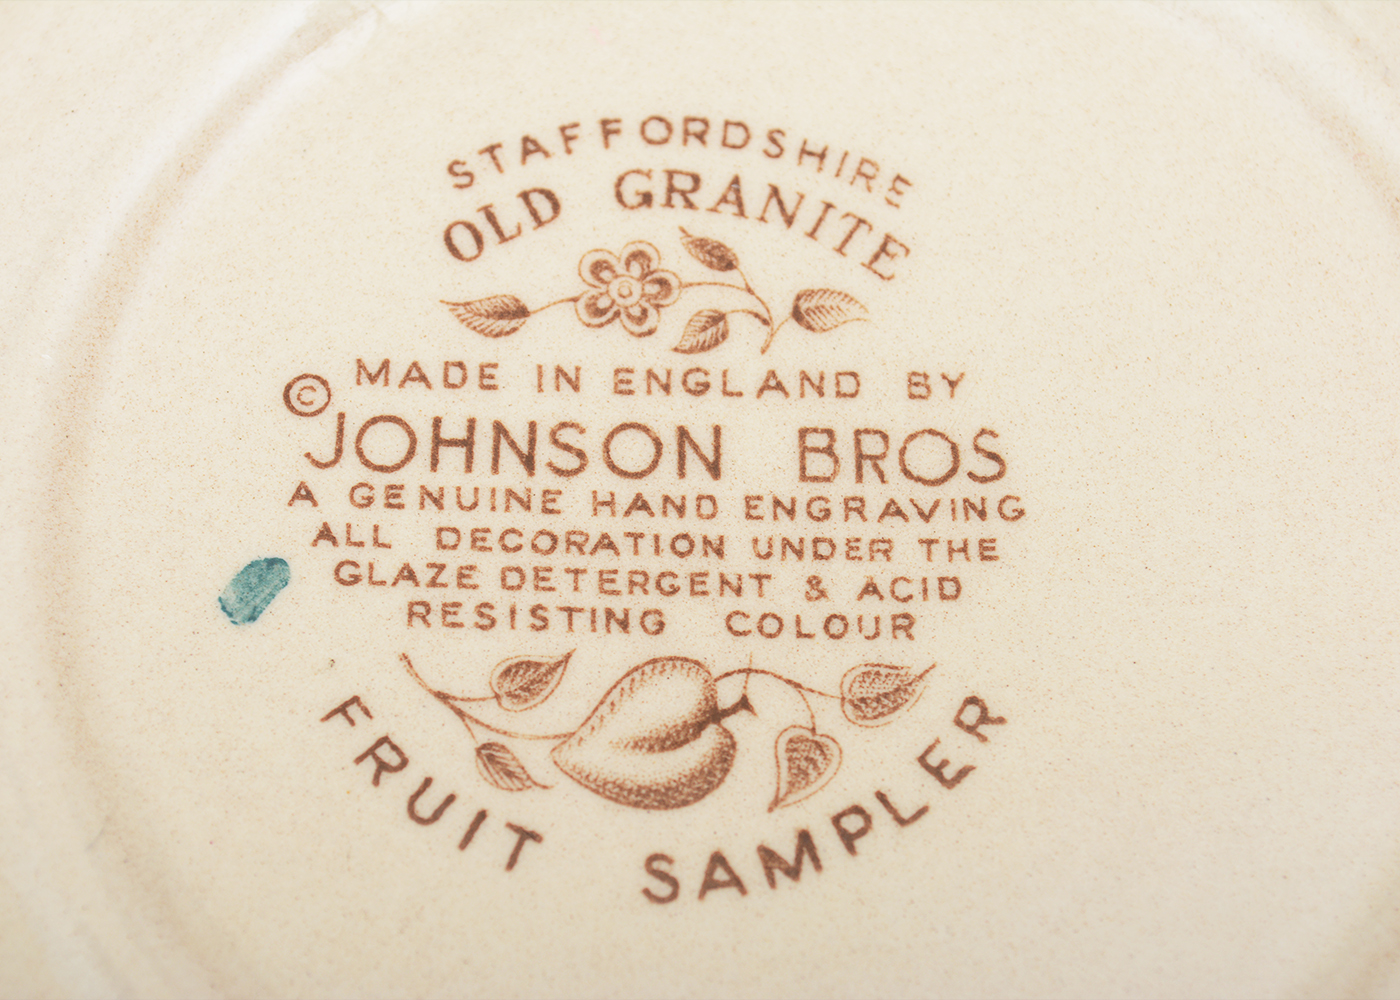 STAFFORDSHIRE
OLD GRANITE
MADE IN ENGLAND BY
© JOHNSON BROS
A GENUINE HAND ENGRAVING
ALL DECORATION UNDER THE
GLAZE DETERGENT & ACID
RESISTING COLOUR
FRUIT SAMPLER